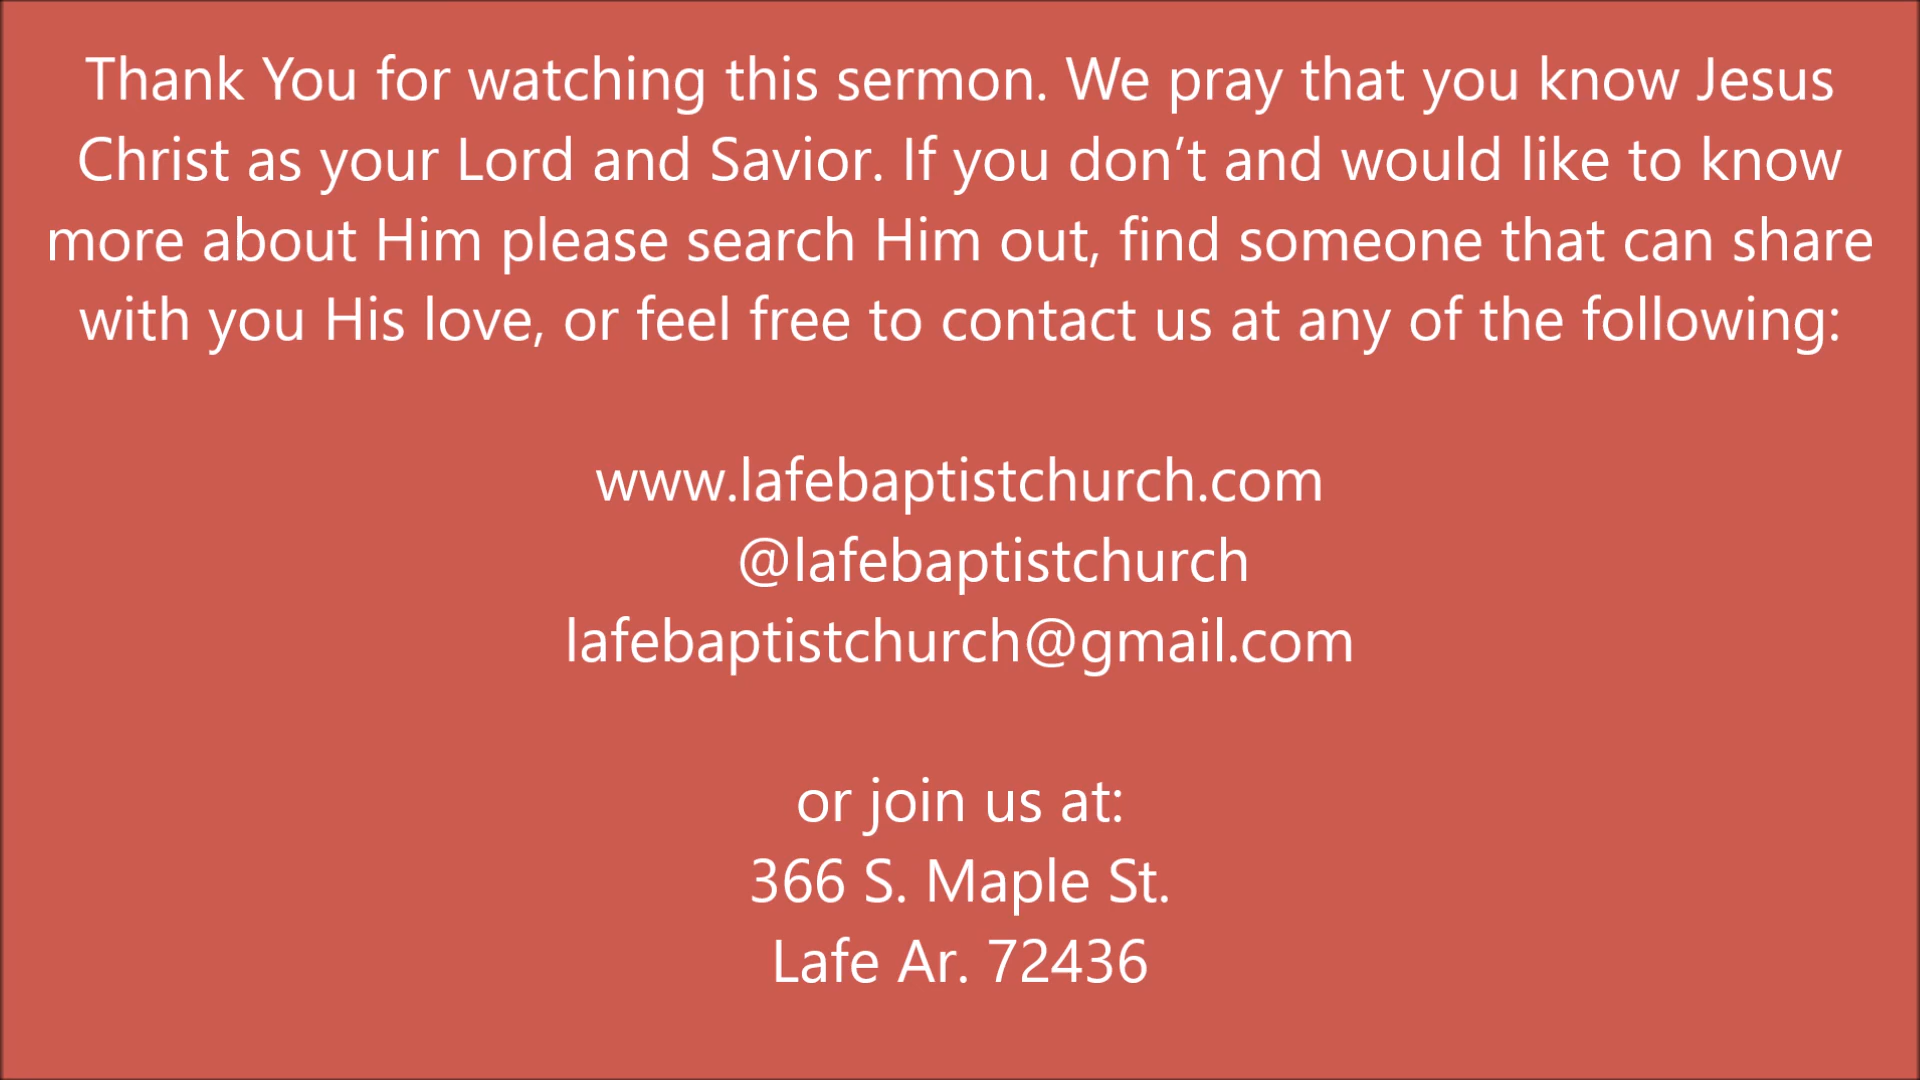 Thank You for watching this sermon. We pray that you know Jesus
Christ as your Lord and Savior. If you don’t and would like to know
more about Him please search Him out, find someone that can share
with you His love, or feel free to contact us at any of the following:
www.lafebaptistchurch.com
@lafebaptistchurch
lafebaptistchurch@gmail.com
or join us at:
366 S. Maple St.
Lafe Ar. 72436